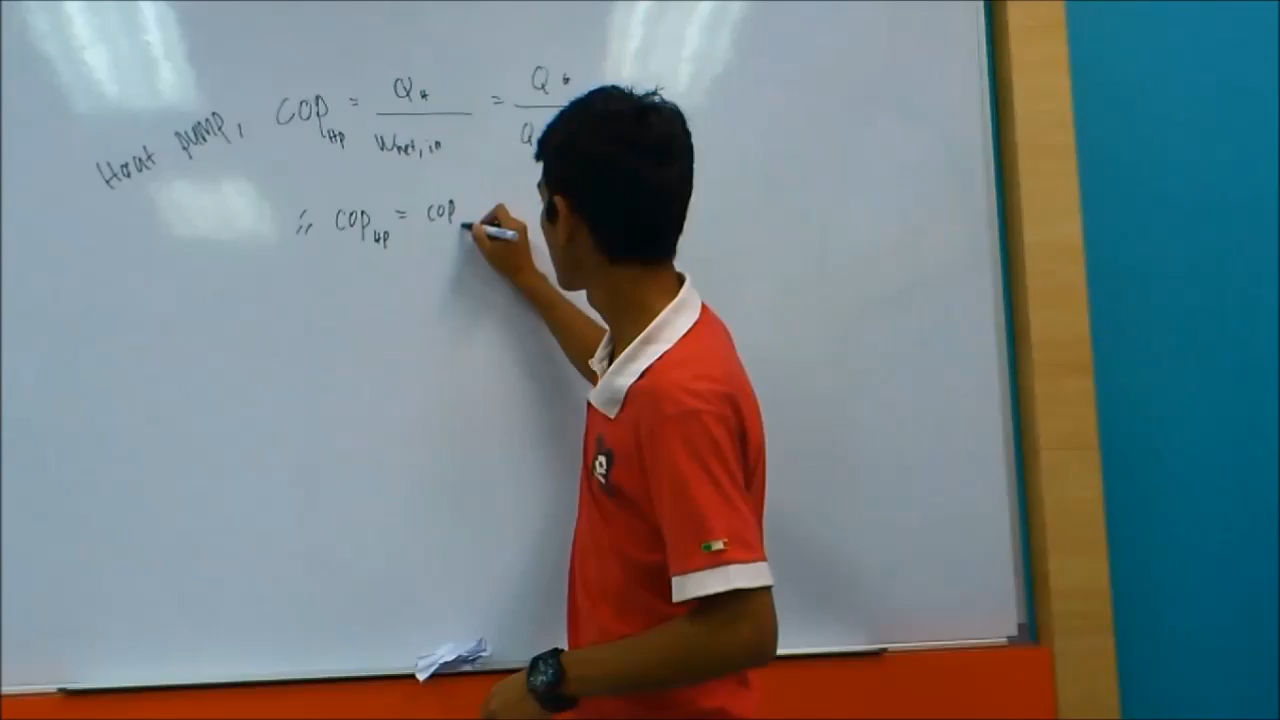 Heat pump, COP_HP = Q_H / W_net,in = Q_H / Q
∴ COP_HP = COP